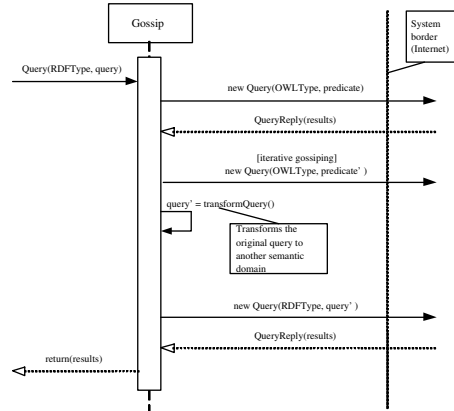 Gossip
System
border
(Internet)
Query(RDFType, query)
new Query(OWLType, predicate)
QueryReply(results)
[iterative gossiping]
new Query(OWLType, predicate' )
query' = transformQuery()
Transforms the
original query to
another semantic
domain
new Query(RDFType, query' )
QueryReply(results)
return(results)